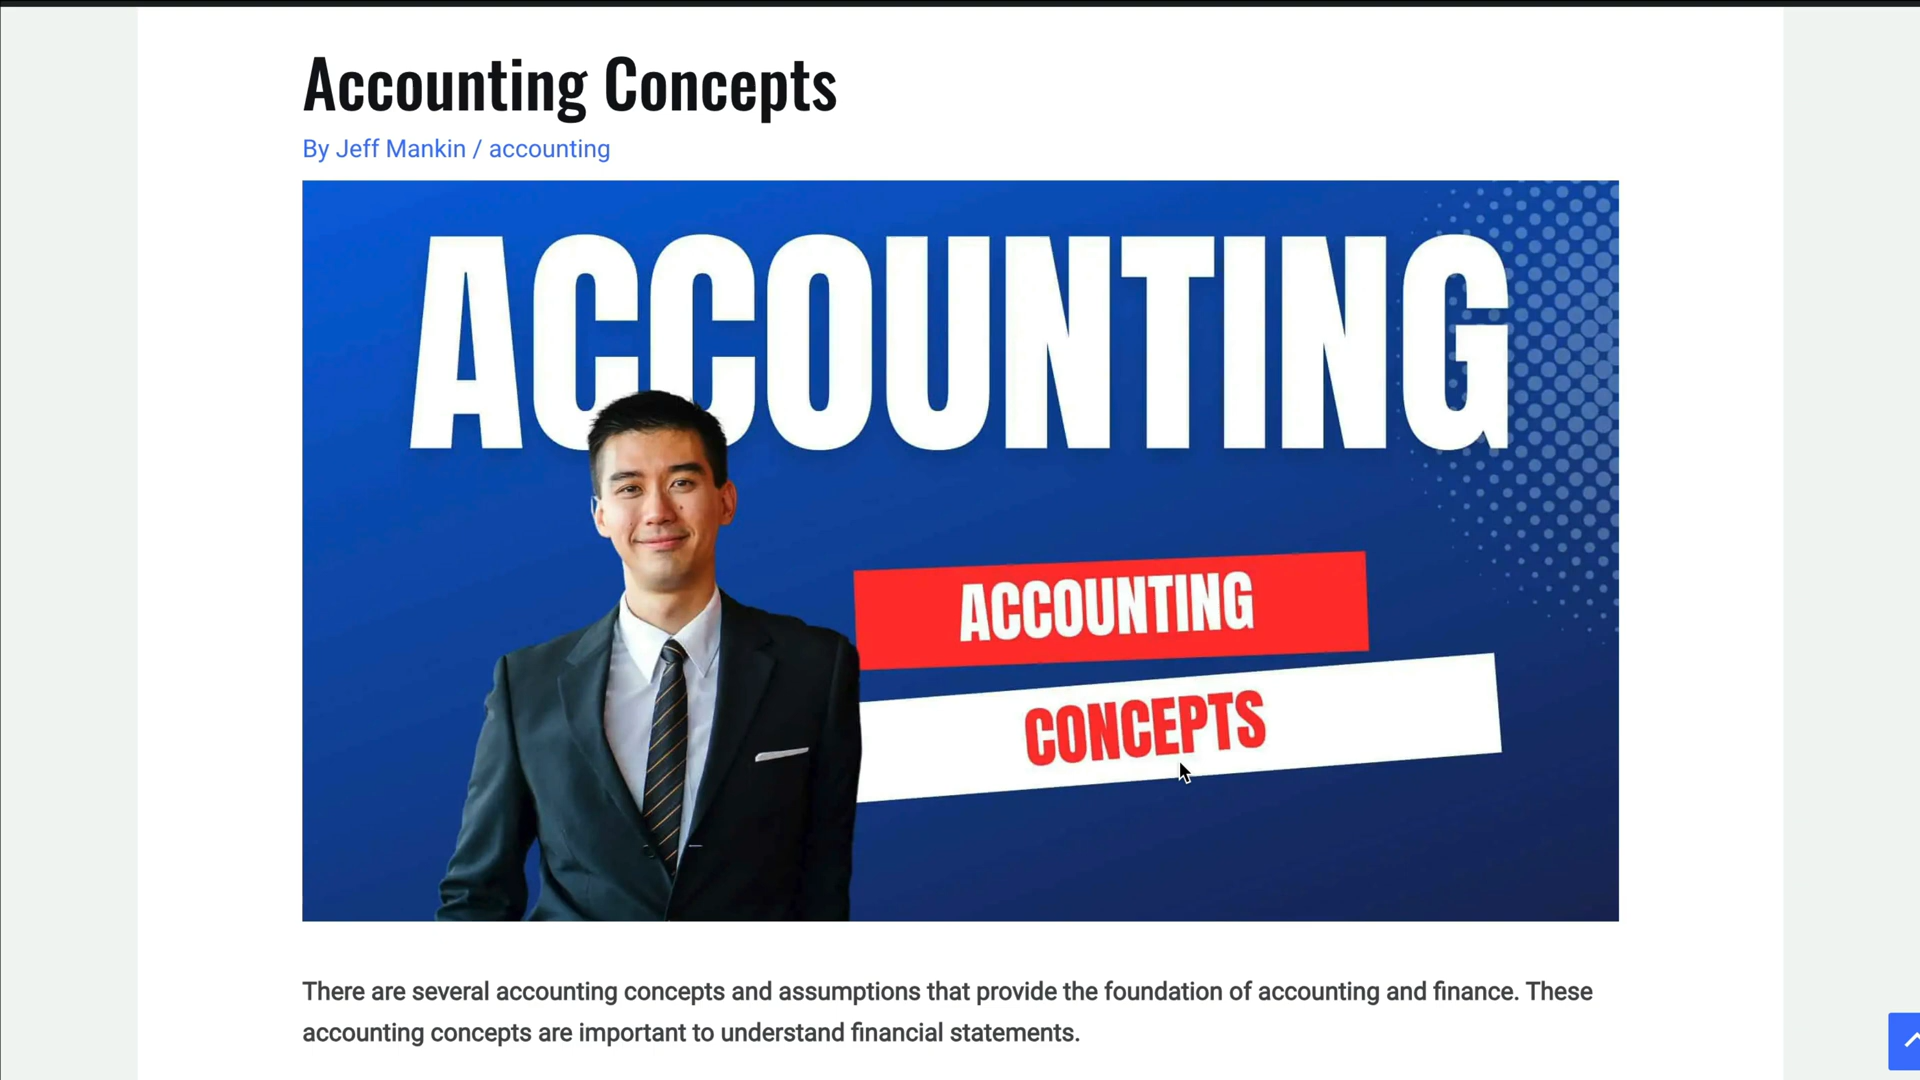 Accounting Concepts
By Jeff Mankin / accounting
ACCOUNTING
ACCOUNTING
CONCEPTS
There are several accounting concepts and assumptions that provide the foundation of accounting and finance. These
accounting concepts are important to understand financial statements.